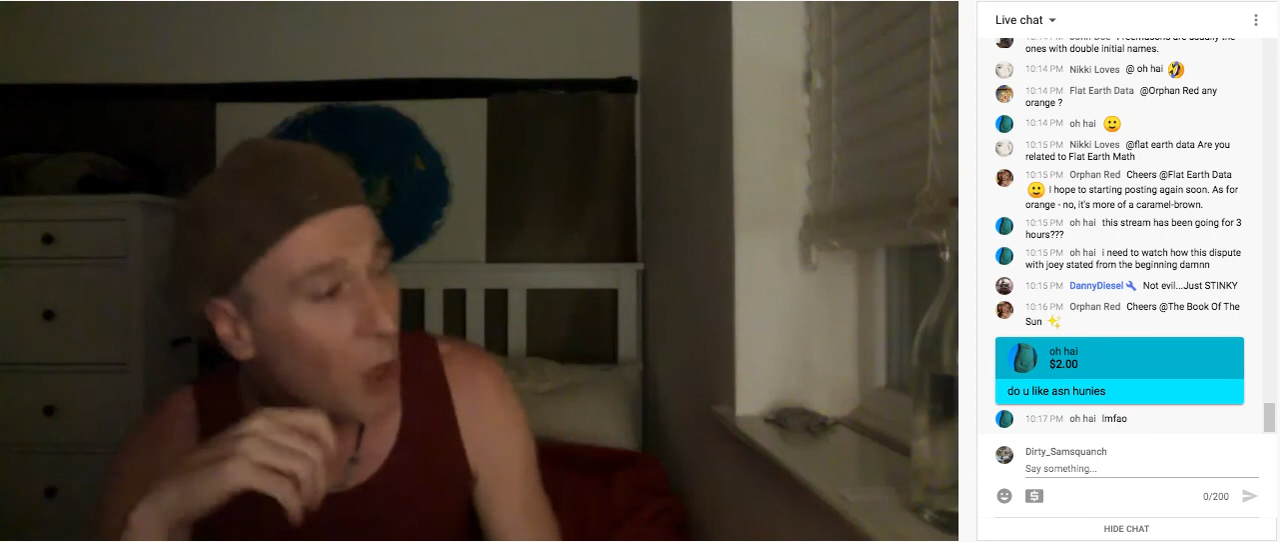 Live chat
ones with double initial names.
10:14 PM Nikki Loves @ oh hai
10:14 PM Flat Earth Data @Orphan Red any
orange ?
10:14 PM oh hai
10:15 PM Nikki Loves @flat earth data Are you
related to Flat Earth Math
10:15 PM Orphan Red Cheers @Flat Earth Data
I hope to starting posting again soon. As for
orange - no, it's more of a caramel-brown.
10:15 PM oh hai this stream has been going for 3
hours???
10:15 PM oh hai i need to watch how this dispute
with joey stated from the beginning damnn
10:15 PM DannyDiesel Not evil...Just STINKY
10:16 PM Orphan Red Cheers @The Book Of The
Sun
oh hai
$2.00
do u like asn hunies
10:17 PM oh hai lmfao
Dirty_Samsquanch
Say something...
0/200
HIDE CHAT